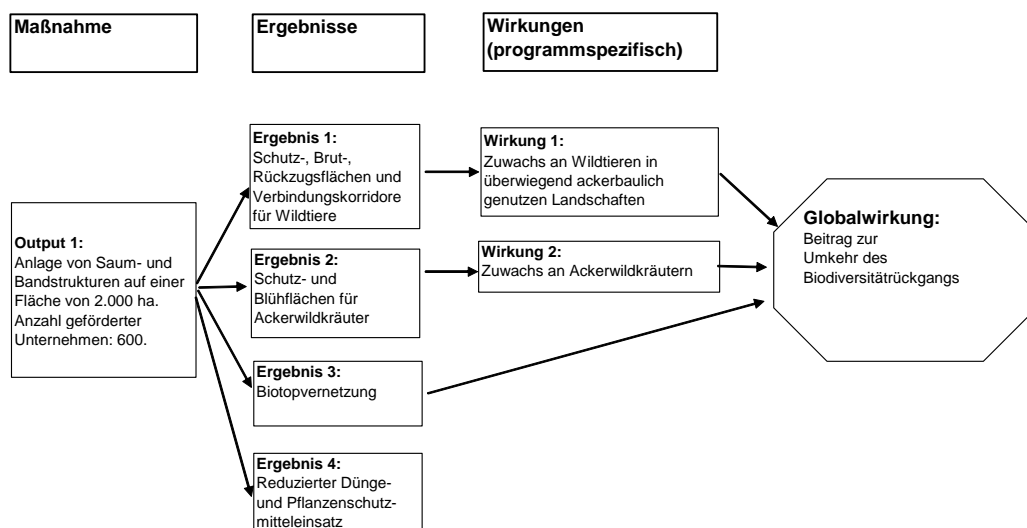 Maßnahme
Ergebnisse
Wirkungen
(programmspezifisch)
Output 1:
Anlage von Saum- und
Bandstrukturen auf einer
Fläche von 2.000 ha.
Anzahl geförderter
Unternehmen: 600.
Ergebnis 1:
Schutz-, Brut-,
Rückzugsflächen und
Verbindungskorridore
für Wildtiere
Ergebnis 2:
Schutz- und
Blühflächen für
Ackerwildkräuter
Ergebnis 3:
Biotopvernetzung
Ergebnis 4:
Reduzierter Dünge-
und Pflanzenschutz-
mitteleinsatz
Wirkung 1:
Zuwachs an Wildtieren in
überwiegend ackerbaulich
genutzen Landschaften
Wirkung 2:
Zuwachs an Ackerwildkräutern
Globalwirkung:
Beitrag zur
Umkehr des
Biodiversitätrückgangs